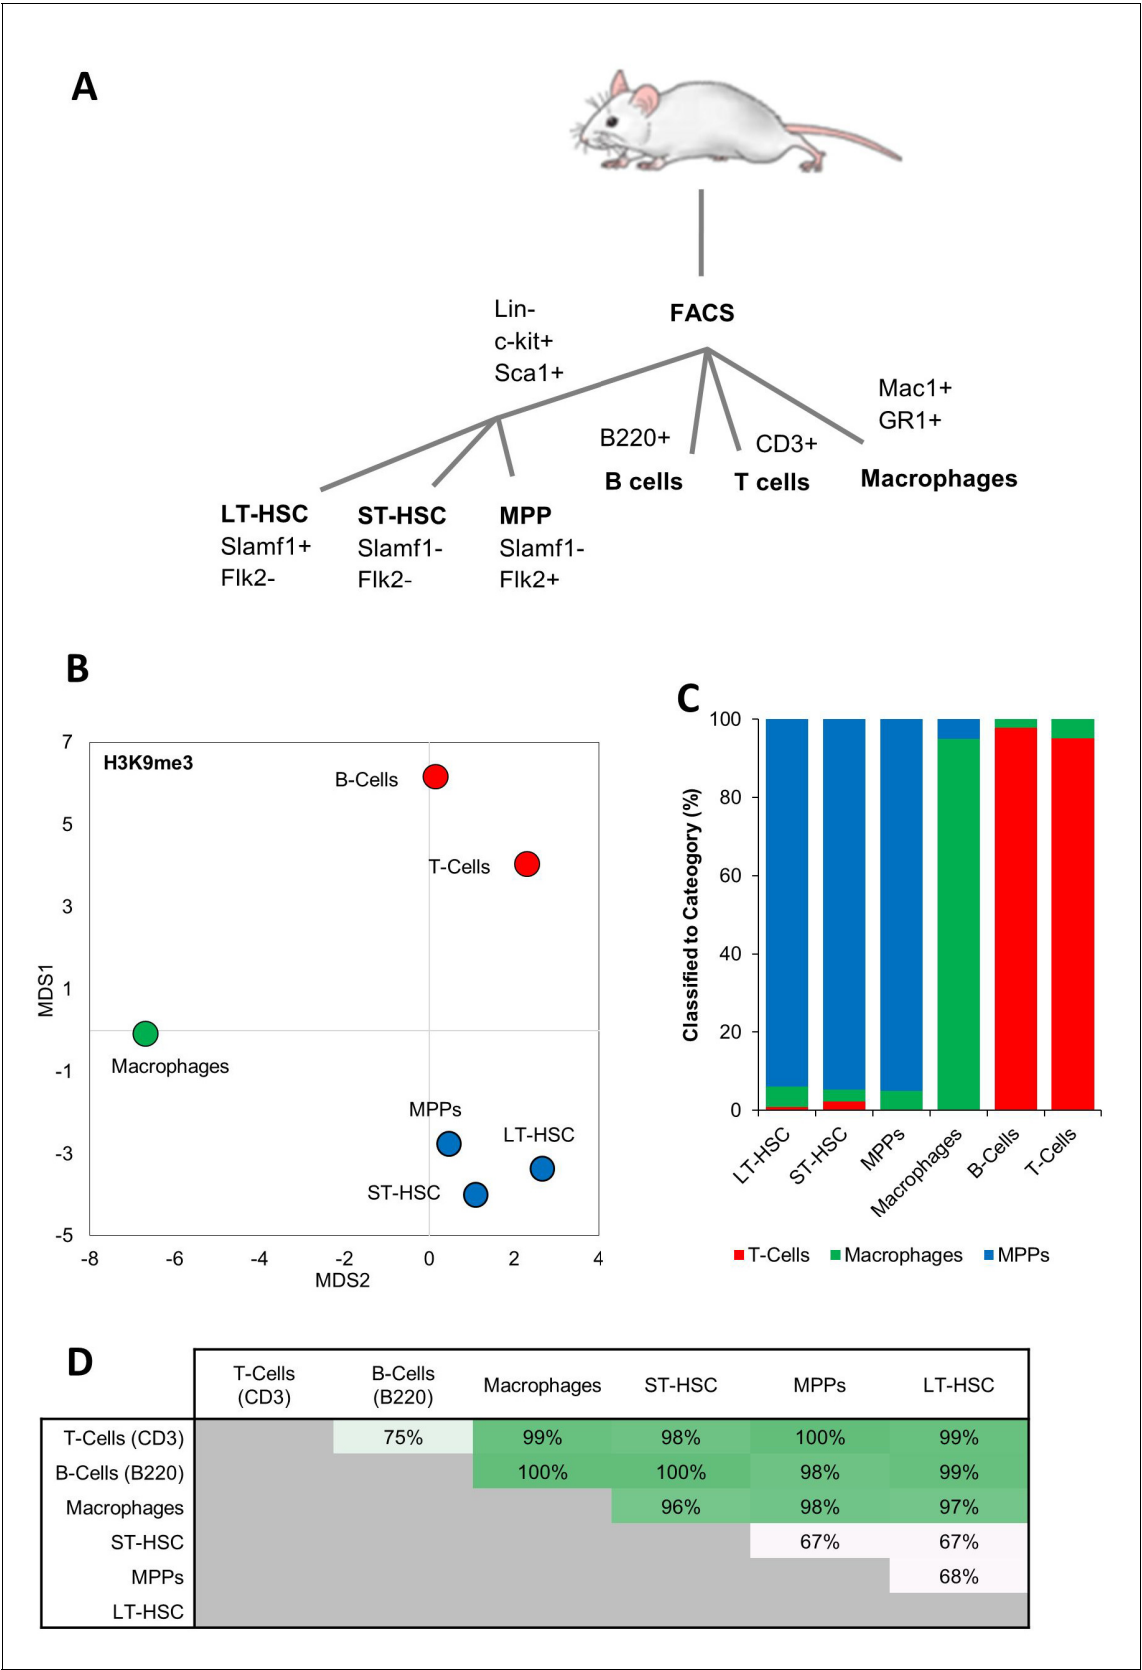 A
FACS
Lin-
c-kit+
Sca1+
Mac1+
GR1+
B220+
CD3+
B cells
T cells
Macrophages
LT-HSC
Slamf1+
Flk2-
ST-HSC
Slamf1-
Flk2-
MPP
Slamf1-
Flk2+
B
H3K9me3
7
5
3
1
-1
-3
-5
MDS1
B-Cells
T-Cells
Macrophages
MPPs
LT-HSC
ST-HSC
-8 -6 -4 -2 0 2 4
MDS2
C
Classified to Cateogory (%)
100
80
60
40
20
0
LT-HSC
ST-HSC
MPPs
Macrophages
B-Cells
T-Cells
T-Cells Macrophages MPPs
D
T-Cells (CD3) B-Cells (B220) Macrophages ST-HSC MPPs LT-HSC
T-Cells (CD3) 75% 99% 98% 100% 99%
B-Cells (B220) 100% 100% 98% 99%
Macrophages 96% 98% 97%
ST-HSC 67% 67%
MPPs 68%
LT-HSC